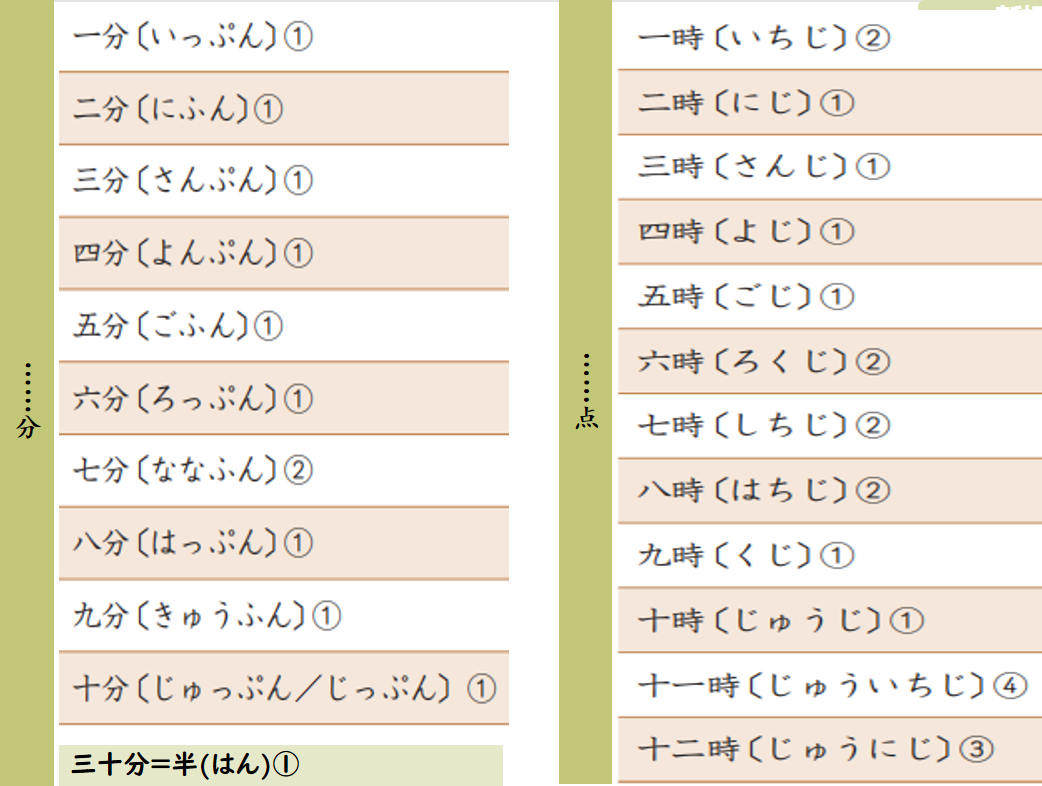 一分〔いっぷん〕①
二分〔にふん〕①
三分〔さんぷん〕①
四分〔よんぷん〕①
五分〔ごふん〕①
六分〔ろっぷん〕①
七分〔ななふん〕②
八分〔はっぷん〕①
九分〔きゅうふん〕①
十分〔じゅっぷん／じっぷん〕①
三十分=半(はん)①
……分
一時〔いちじ〕②
二時〔にじ〕①
三時〔さんじ〕①
四時〔よじ〕①
五時〔ごじ〕①
六時〔ろくじ〕②
七時〔しちじ〕②
八時〔はちじ〕②
九時〔くじ〕①
十時〔じゅうじ〕①
十一時〔じゅういちじ〕④
十二時〔じゅうにじ〕③
……点